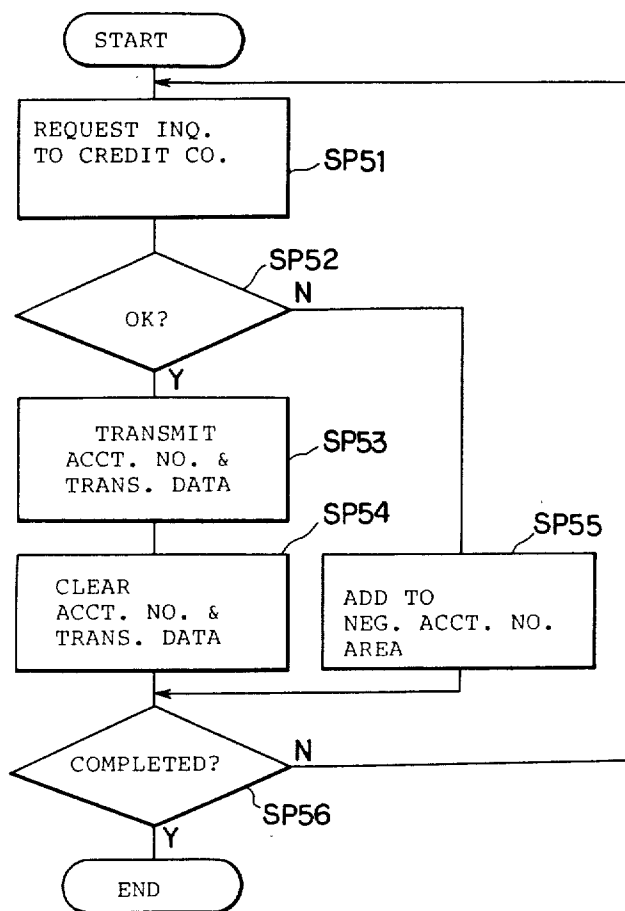 START
REQUEST INQ.
TO CREDIT CO.
SP51
SP52
N
OK?
Y
TRANSMIT
ACCT. NO. &
TRANS. DATA
SP53
SP54
CLEAR
ACCT. NO. &
TRANS. DATA
SP55
ADD TO
NEG. ACCT. NO.
AREA
COMPLETED?
N
SP56
Y
END